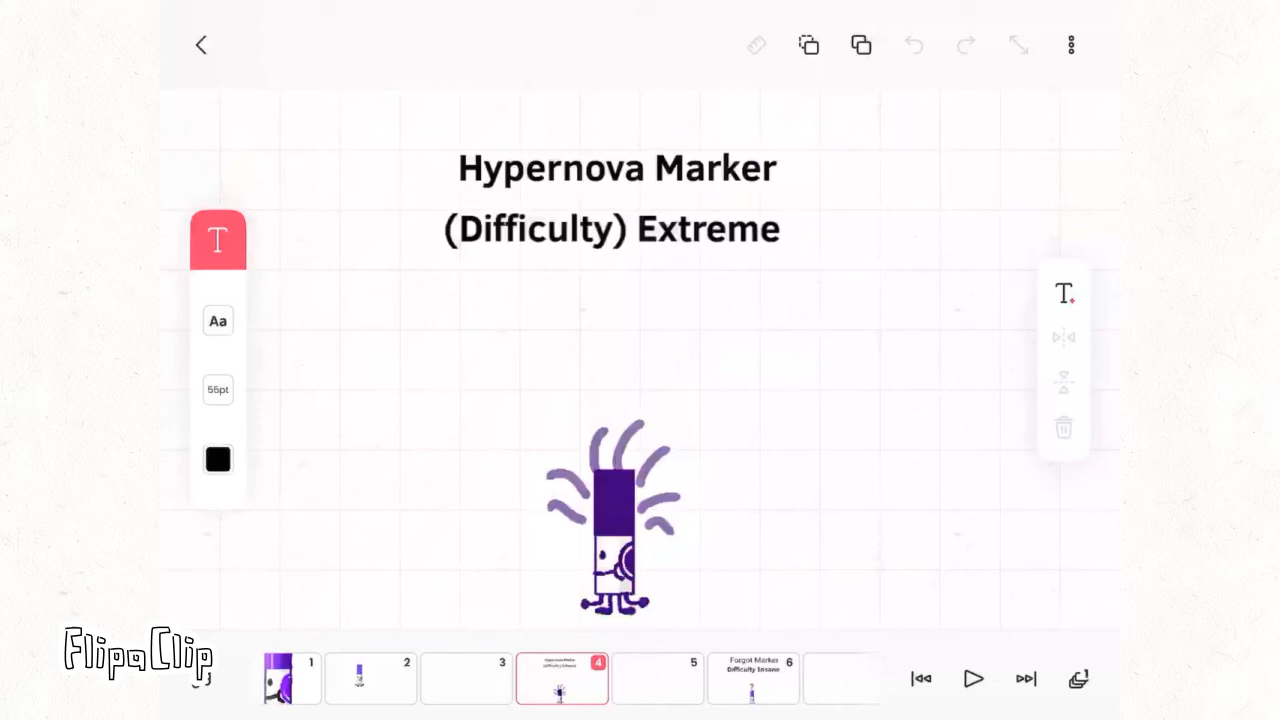 Hypernova Marker
(Difficulty) Extreme
T
Aa
55pt
T
FlipaClip
1
2
3
4
5
Forgot Marker
6
Difficulty Insane